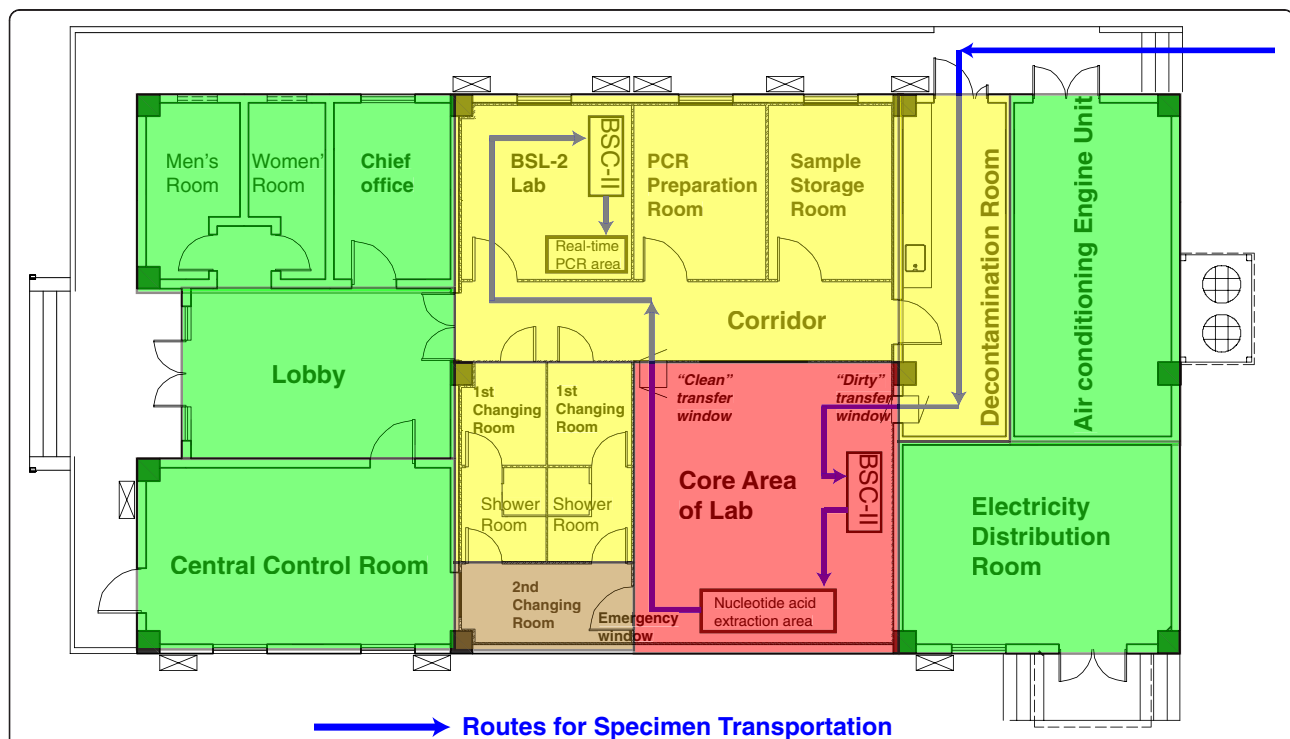 Men's
Room
Women'
Room
Chief
office
BSL-2
Lab
BSC-II
Real-time
PCR area
PCR
Preparation
Room
Sample
Storage
Room
Decontamination Room
Air conditioning Engine Unit
Lobby
Corridor
1st
Changing
Room
1st
Changing
Room
"Clean"
transfer
window
"Dirty"
transfer
window
Shower
Room
Shower
Room
Core Area
of Lab
BSC-II
Electricity
Distribution
Room
Central Control Room
2nd
Changing
Room
Emergency
window
Nucleotide acid
extraction area
Routes for Specimen Transportation